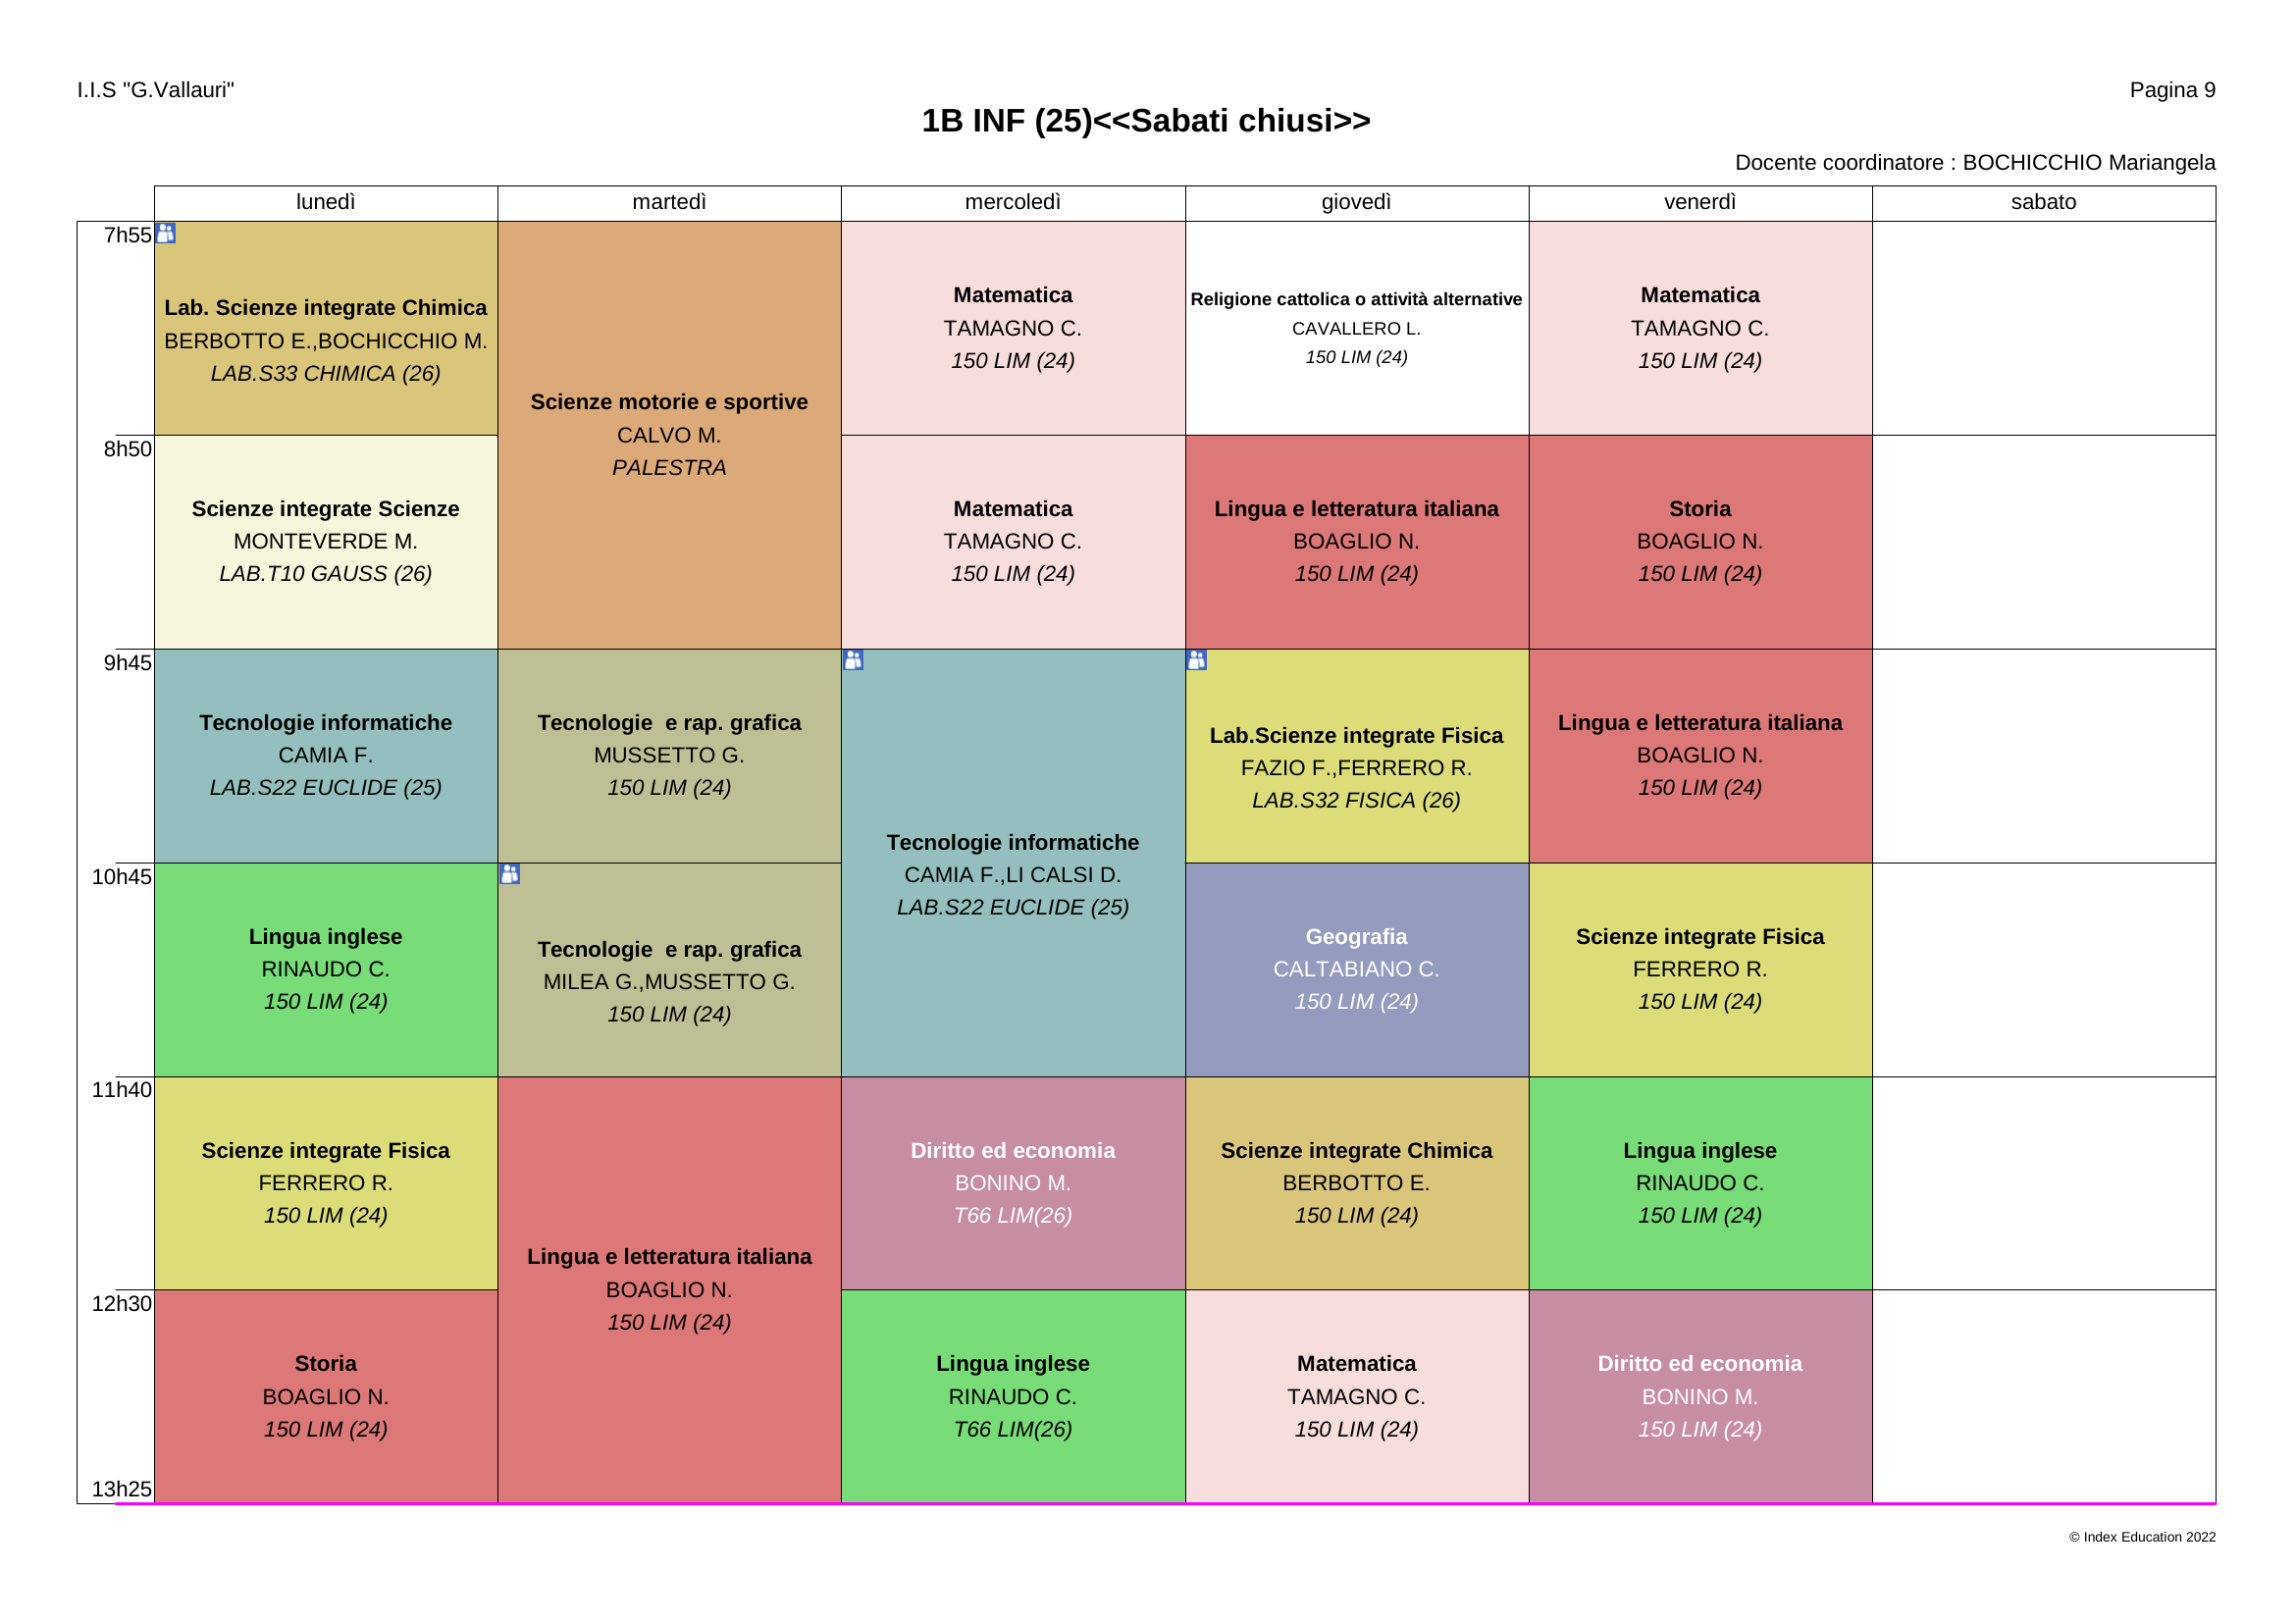 I.I.S "G.Vallauri"
Pagina 9
1B INF (25)<<Sabati chiusi>>
Docente coordinatore : BOCHICCHIO Mariangela
lunedì martedì mercoledì giovedì venerdì sabato
7h55
Lab. Scienze integrate Chimica
BERBOTTO E.,BOCHICCHIO M.
LAB.S33 CHIMICA (26)
Scienze motorie e sportive
CALVO M.
PALESTRA
Matematica
TAMAGNO C.
150 LIM (24)
Religione cattolica o attività alternative
CAVALLERO L.
150 LIM (24)
Matematica
TAMAGNO C.
150 LIM (24)
8h50
Scienze integrate Scienze
MONTEVERDE M.
LAB.T10 GAUSS (26)
Matematica
TAMAGNO C.
150 LIM (24)
Lingua e letteratura italiana
BOAGLIO N.
150 LIM (24)
Storia
BOAGLIO N.
150 LIM (24)
9h45
Tecnologie informatiche
CAMIA F.
LAB.S22 EUCLIDE (25)
Tecnologie  e rap. grafica
MUSSETTO G.
150 LIM (24)
Tecnologie informatiche
CAMIA F.,LI CALSI D.
LAB.S22 EUCLIDE (25)
Lab.Scienze integrate Fisica
FAZIO F.,FERRERO R.
LAB.S32 FISICA (26)
Lingua e letteratura italiana
BOAGLIO N.
150 LIM (24)
10h45
Lingua inglese
RINAUDO C.
150 LIM (24)
Tecnologie  e rap. grafica
MILEA G.,MUSSETTO G.
150 LIM (24)
Geografia
CALTABIANO C.
150 LIM (24)
Scienze integrate Fisica
FERRERO R.
150 LIM (24)
11h40
Scienze integrate Fisica
FERRERO R.
150 LIM (24)
Lingua e letteratura italiana
BOAGLIO N.
150 LIM (24)
Diritto ed economia
BONINO M.
T66 LIM(26)
Scienze integrate Chimica
BERBOTTO E.
150 LIM (24)
Lingua inglese
RINAUDO C.
150 LIM (24)
12h30
Storia
BOAGLIO N.
150 LIM (24)
Lingua inglese
RINAUDO C.
T66 LIM(26)
Matematica
TAMAGNO C.
150 LIM (24)
Diritto ed economia
BONINO M.
150 LIM (24)
13h25
© Index Education 2022